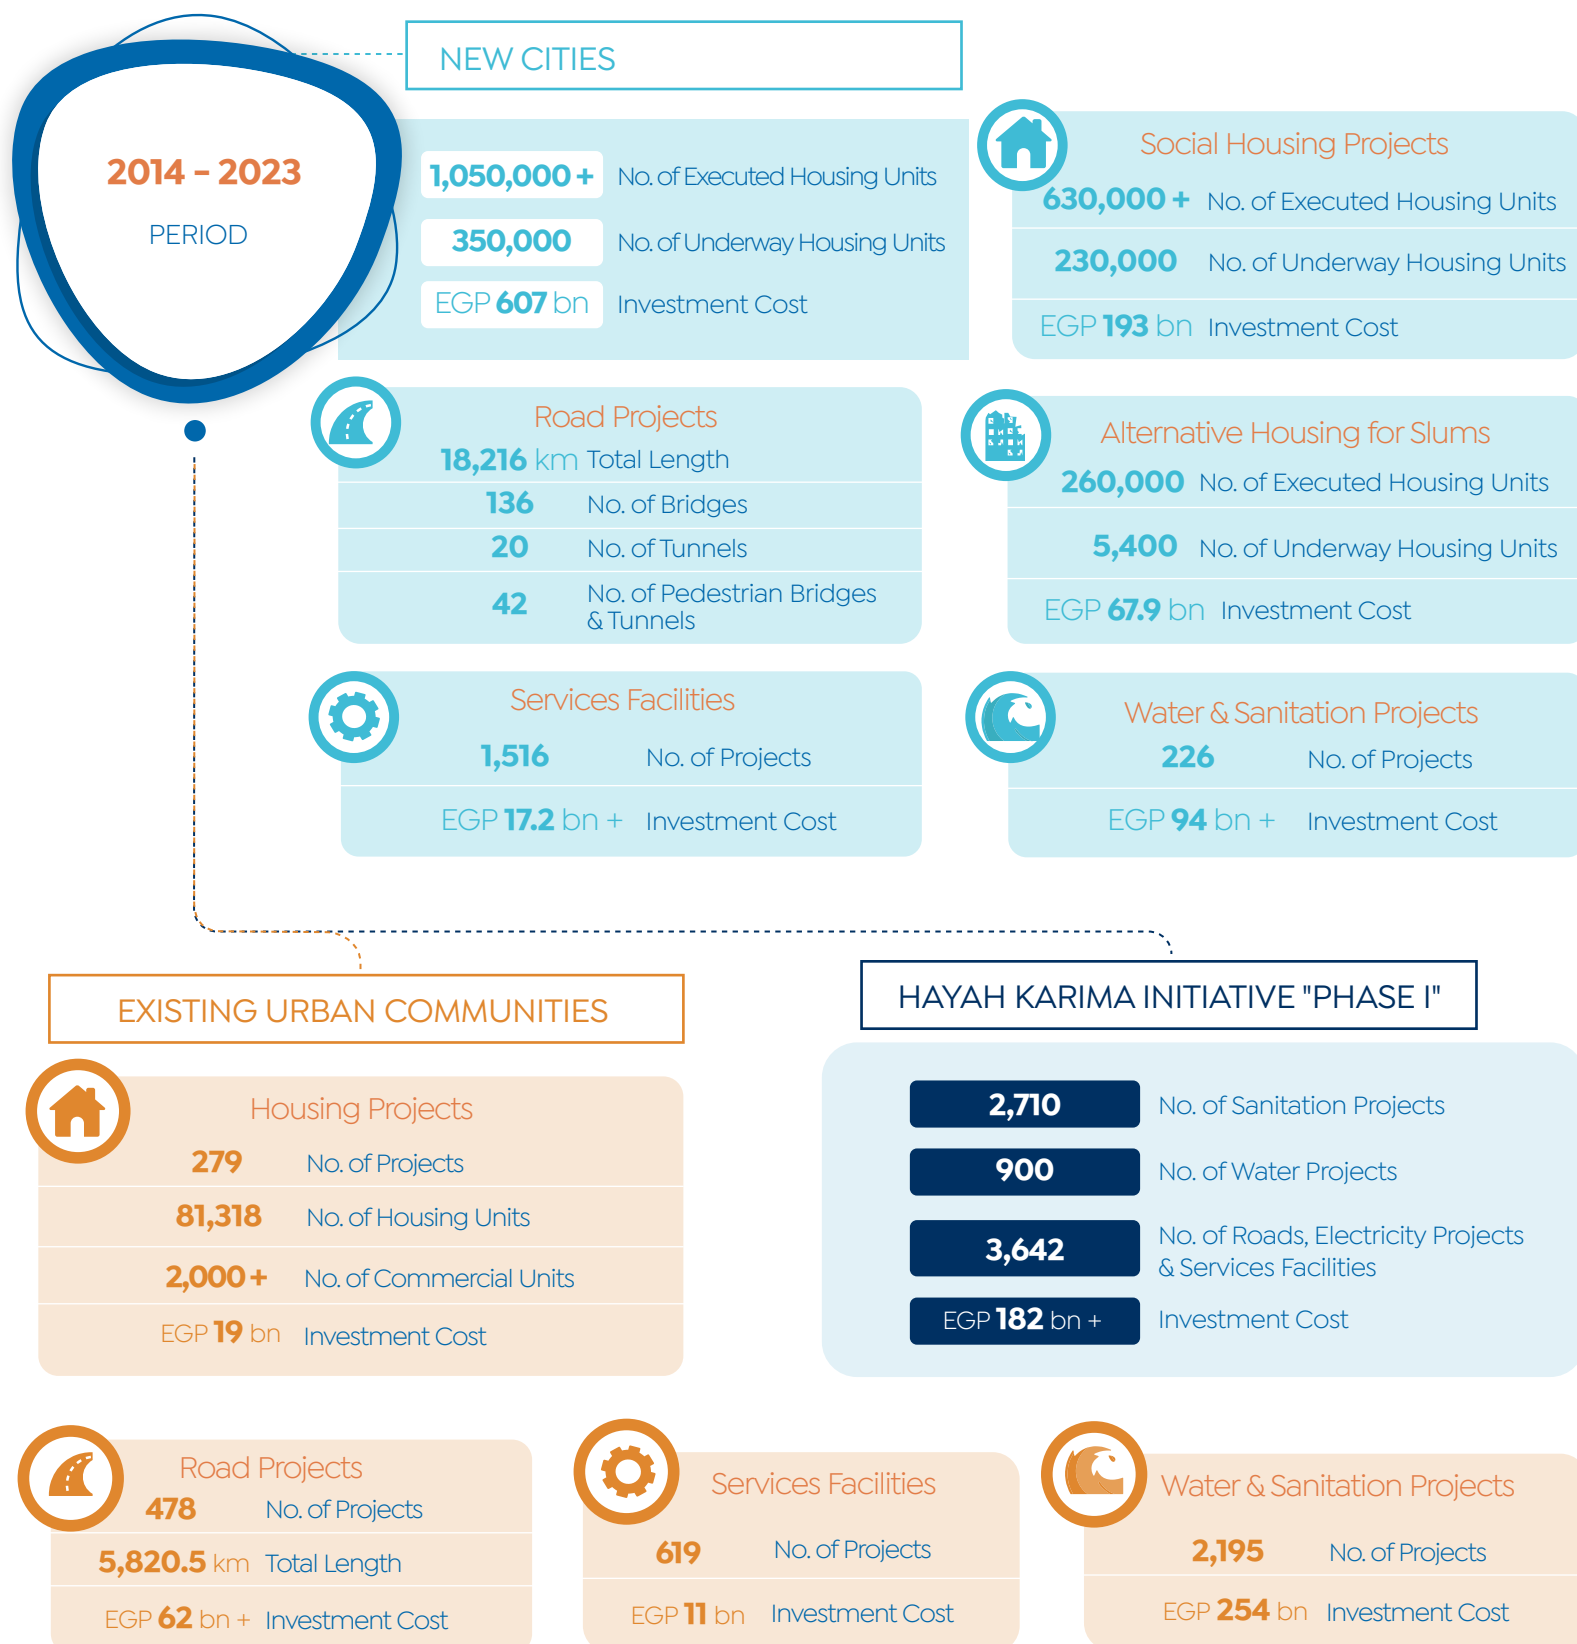 2014 - 2023
PERIOD
NEW CITIES
1,050,000 + No. of Executed Housing Units
350,000 No. of Underway Housing Units
EGP 607 bn Investment Cost
Social Housing Projects
630,000 + No. of Executed Housing Units
230,000 No. of Underway Housing Units
EGP 193 bn Investment Cost
Road Projects
18,216 km Total Length
136 No. of Bridges
20 No. of Tunnels
42 No. of Pedestrian Bridges
& Tunnels
Alternative Housing for Slums
260,000 No. of Executed Housing Units
5,400 No. of Underway Housing Units
EGP 67.9 bn Investment Cost
Services Facilities
1,516 No. of Projects
EGP 17.2 bn + Investment Cost
Water & Sanitation Projects
226 No. of Projects
EGP 94 bn + Investment Cost
EXISTING URBAN COMMUNITIES
Housing Projects
279 No. of Projects
81,318 No. of Housing Units
2,000 + No. of Commercial Units
EGP 19 bn Investment Cost
HAYAH KARIMA INITIATIVE "PHASE I"
2,710 No. of Sanitation Projects
900 No. of Water Projects
3,642 No. of Roads, Electricity Projects
& Services Facilities
EGP 182 bn + Investment Cost
Road Projects
478 No. of Projects
5,820.5 km Total Length
EGP 62 bn + Investment Cost
Services Facilities
619 No. of Projects
EGP 11 bn Investment Cost
Water & Sanitation Projects
2,195 No. of Projects
EGP 254 bn Investment Cost